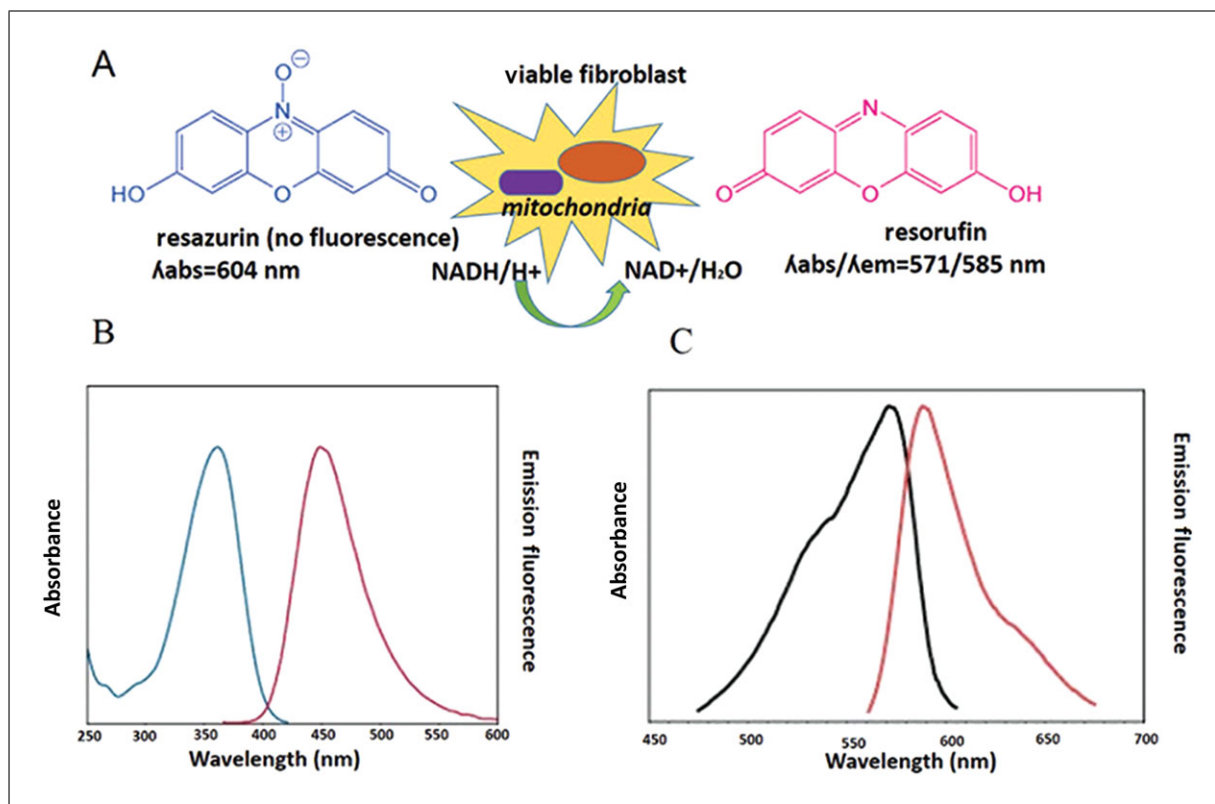 A
viable fibroblast
O ⊖
N
⊕
HO
O
O
mitochondria
N
O
O
OH
resazurin (no fluorescence)
ʎabs=604 nm
resorufin
ʎabs/ʎem=571/585 nm
NADH/H+
NAD+/H₂O
B
C
Absorbance
Emission fluorescence
250 300 350 400 450 500 550 600
Wavelength (nm)
Absorbance
Emission fluorescence
450 500 550 600 650 700
Wavelength (nm)